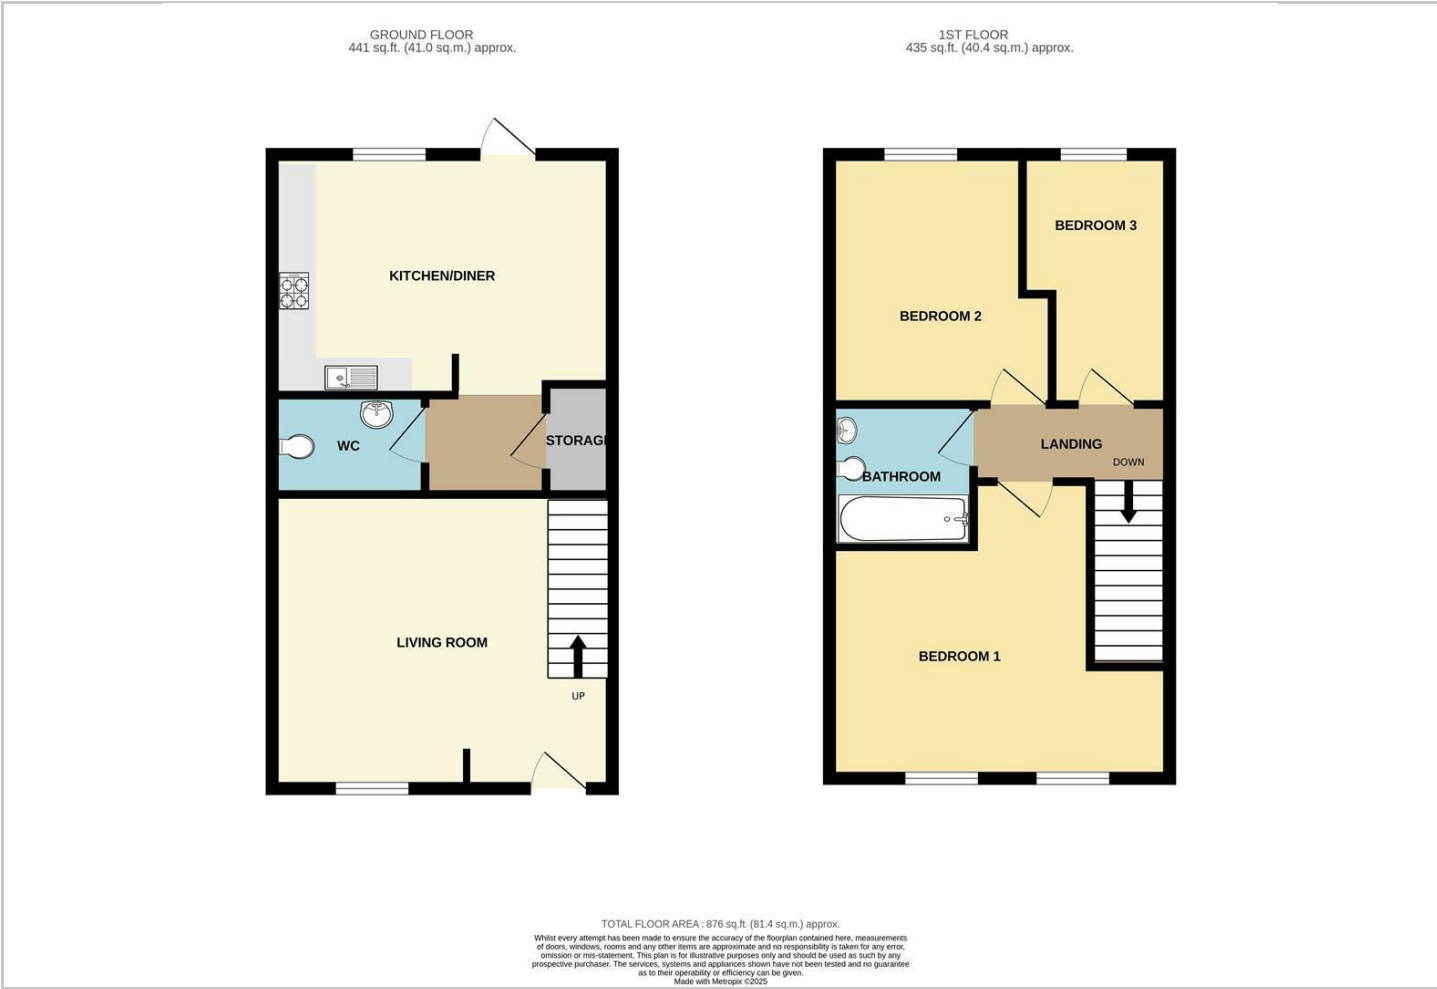 GROUND FLOOR
441 sq.ft. (41.0 sq.m.) approx.
1ST FLOOR
435 sq.ft. (40.4 sq.m.) approx.
KITCHEN/DINER
WC
STORAGE
LIVING ROOM
UP
BEDROOM 3
BEDROOM 2
LANDING
DOWN
BATHROOM
BEDROOM 1
TOTAL FLOOR AREA : 876 sq.ft. (81.4 sq.m.) approx.
Whilst every attempt has been made to ensure the accuracy of the floorplan contained here, measurements
of doors, windows, rooms and any other items are approximate and no responsibility is taken for any error,
omission or mis-statement. This plan is for illustrative purposes only and should be used as such by any
prospective purchaser. The services, systems and appliances shown have not been tested and no guarantee
as to their operability or efficiency can be given.
Made with Metropix ©2025